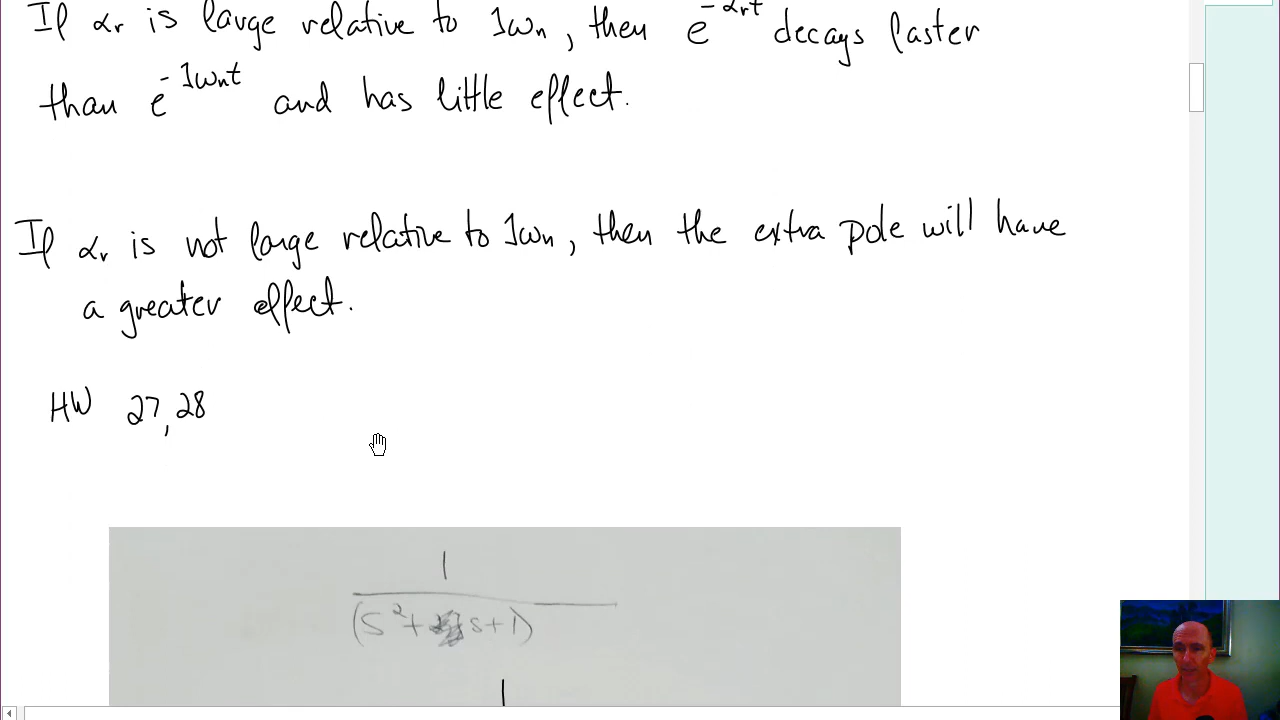 If αr is large relative to ζωn, then e^-αrt decays faster
than e^-ζωnt and has little effect.
If αr is not large relative to ζωn, then the extra pole will have
a greater effect.
HW 27, 28
1
(s²+ s+1)
1